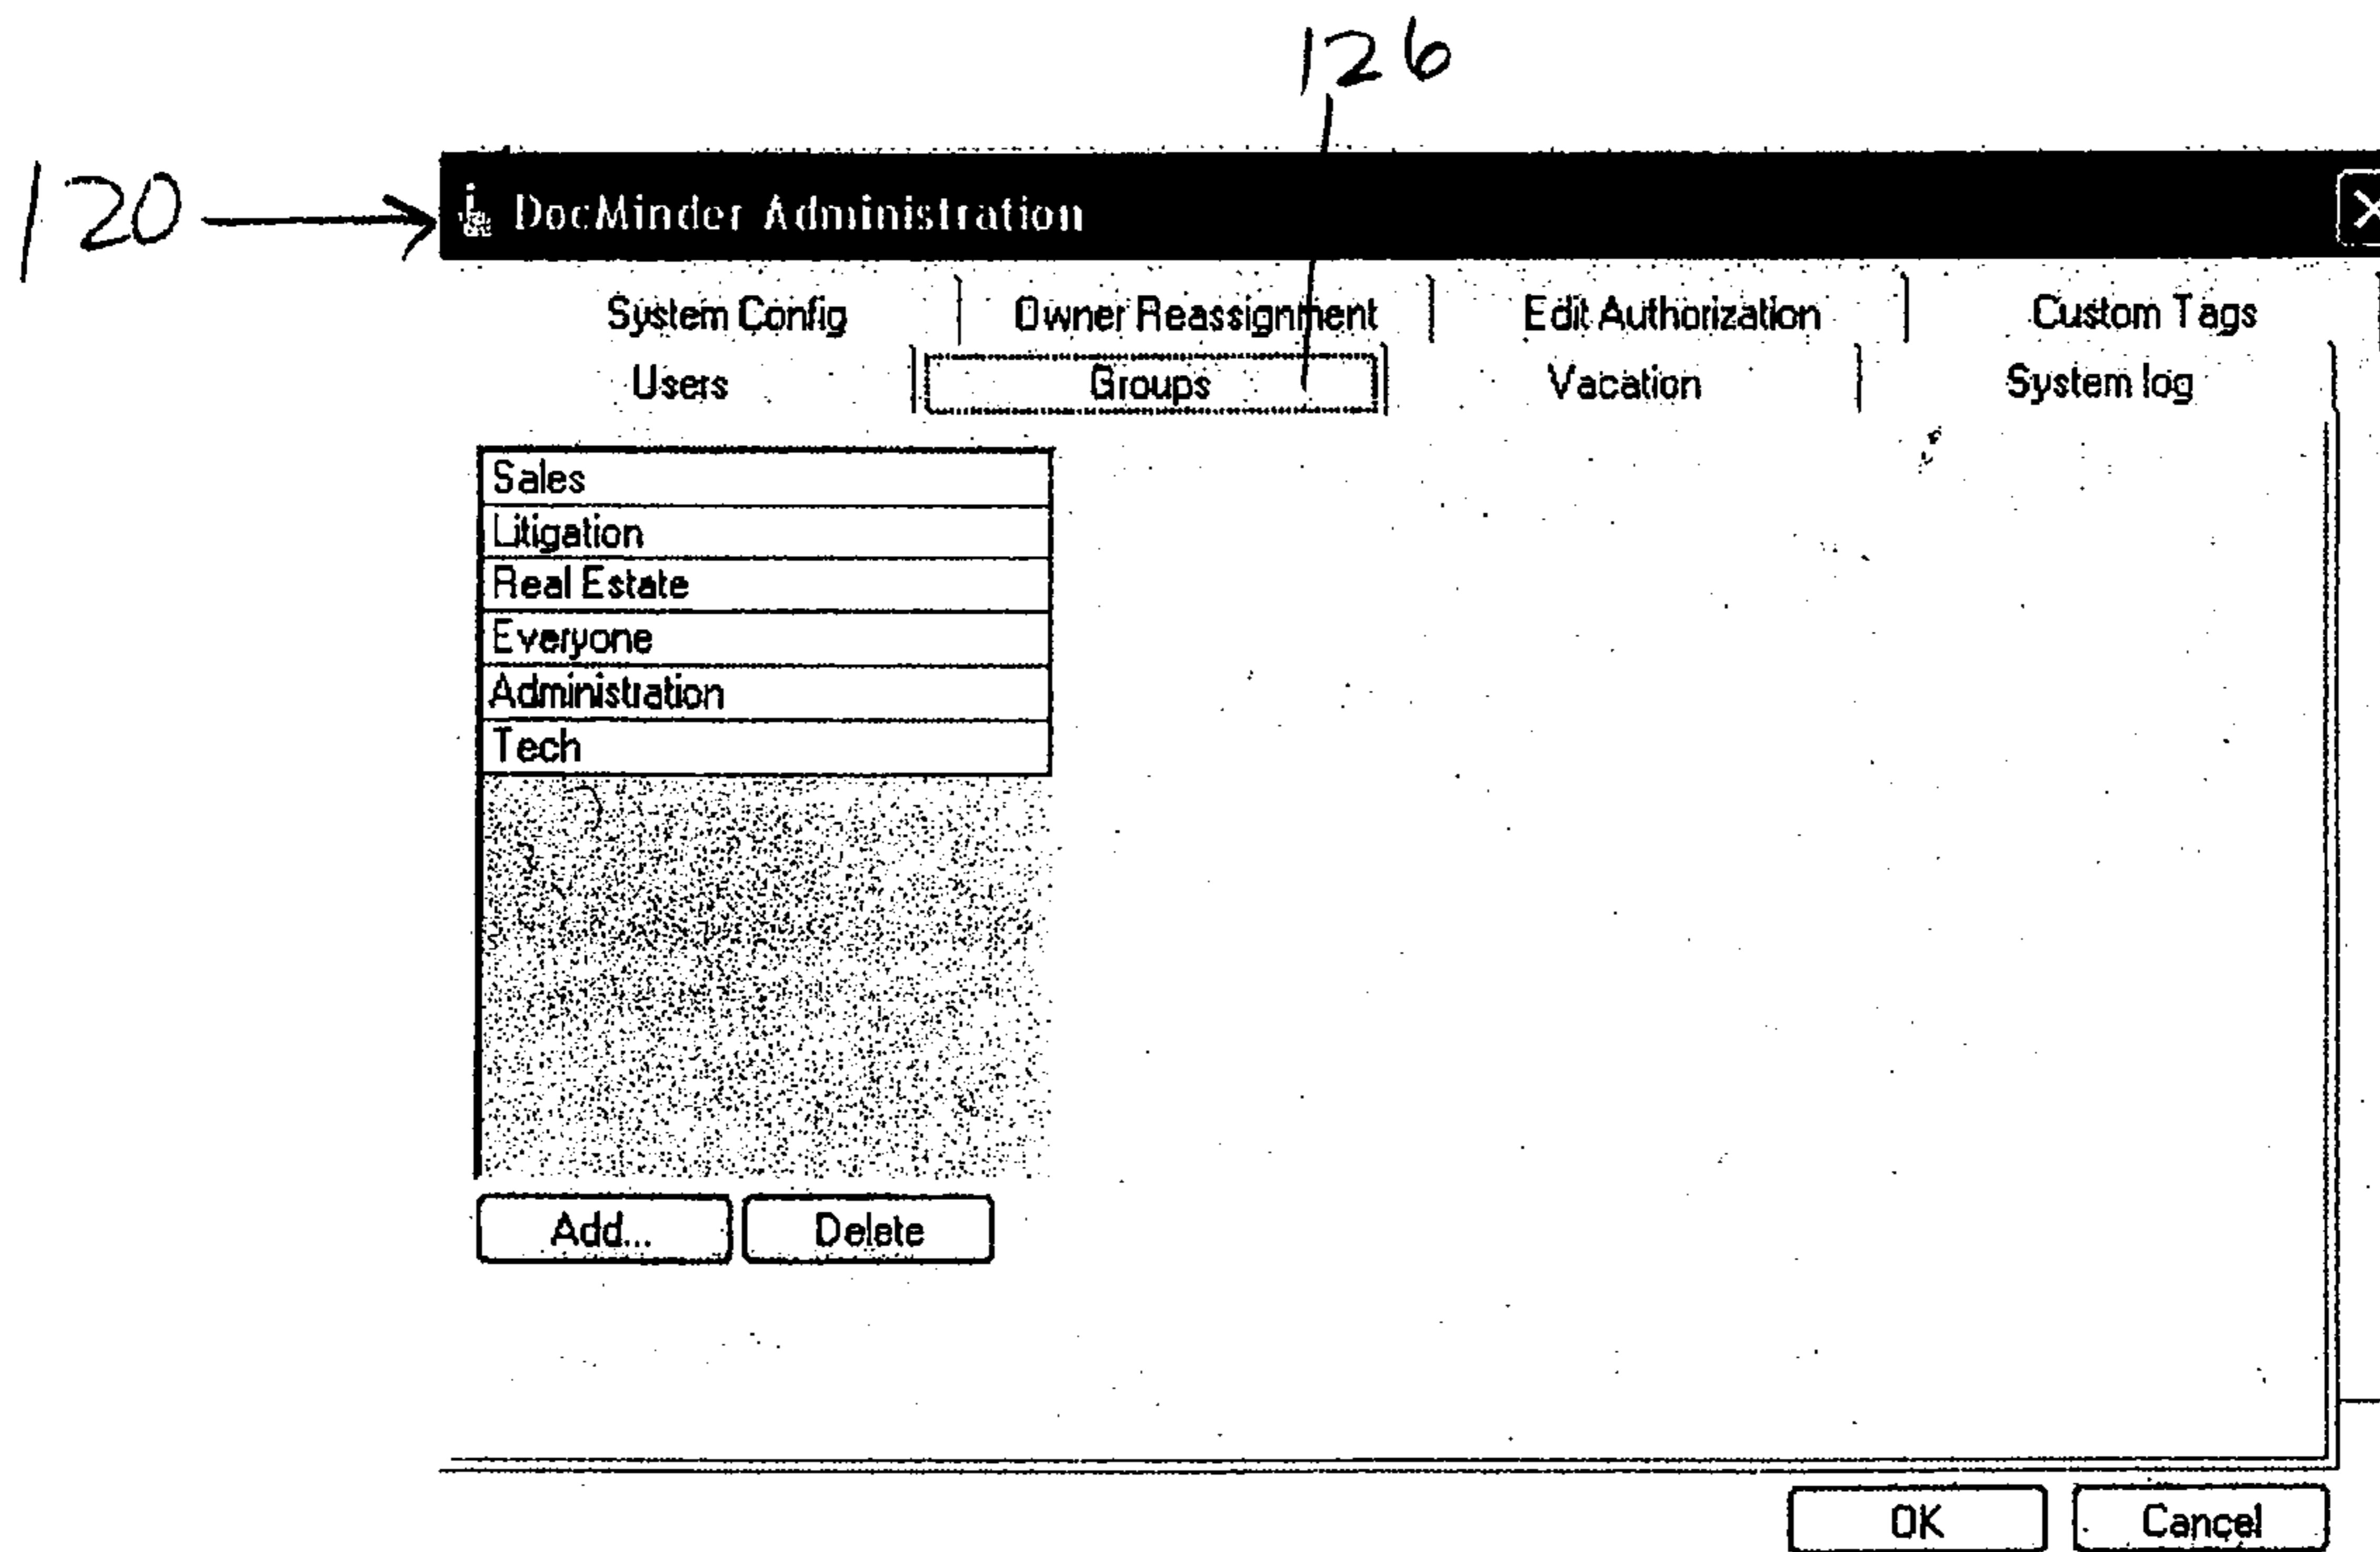 126
120
DocMinder Administration
System Config Owner Reassignment Edit Authorization Custom Tags
Users Groups Vacation System log
Sales
Litigation
Real Estate
Everyone
Administration
Tech
Add... Delete
OK Cancel